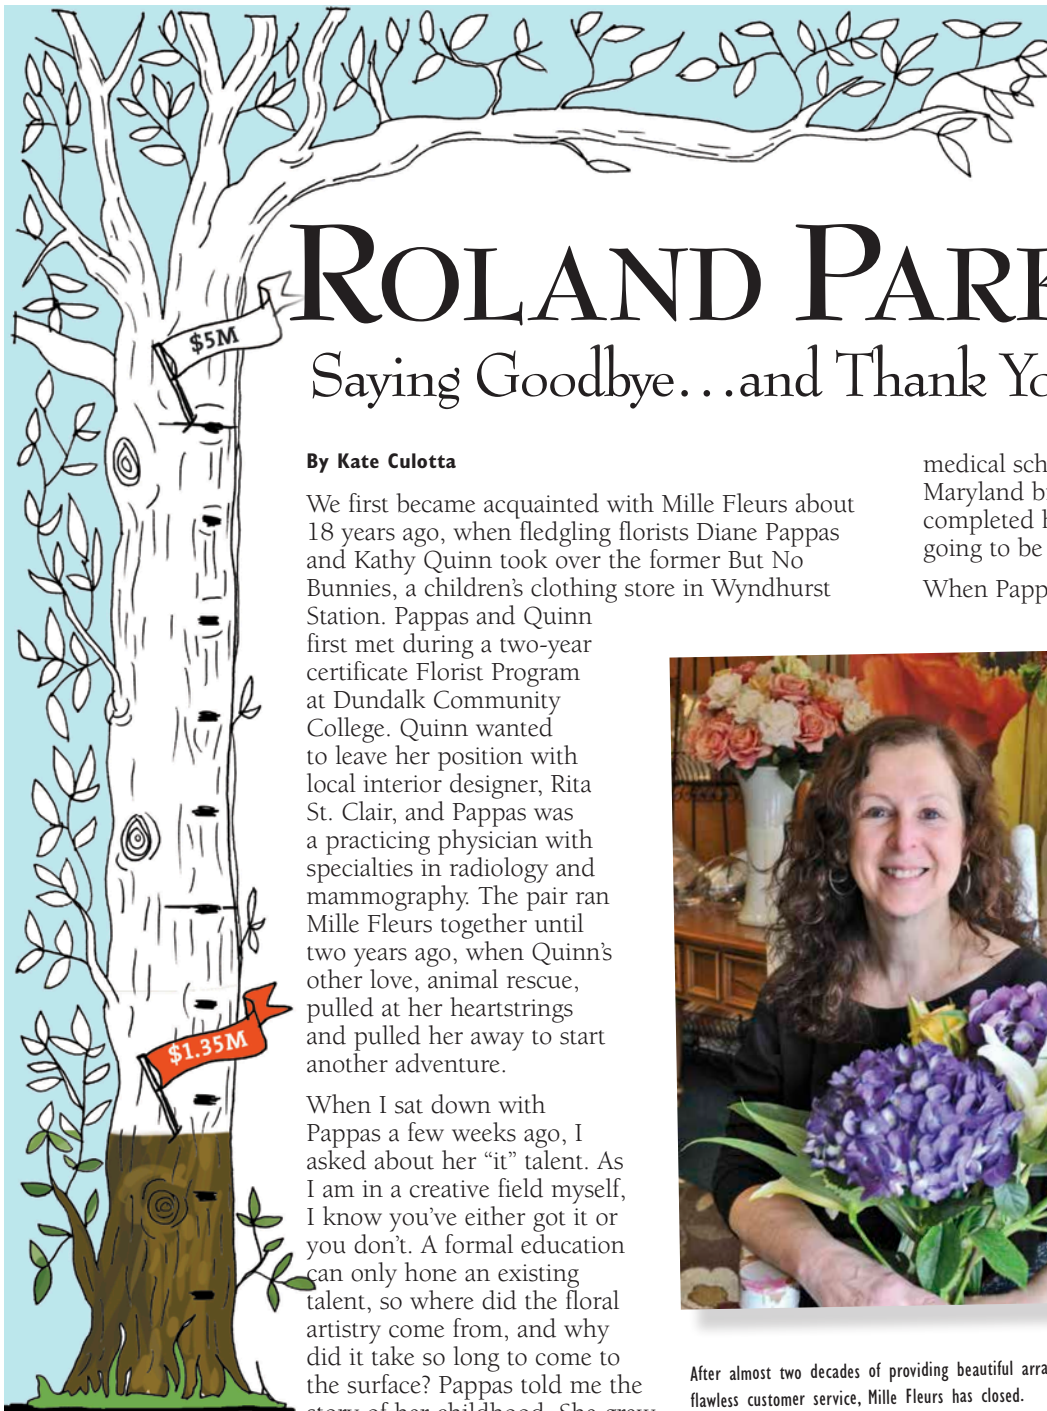 ROLAND PARK
Saying Goodbye…and Thank Yo
$5M
$1.35M
By Kate Culotta
We first became acquainted with Mille Fleurs about
18 years ago, when fledgling florists Diane Pappas
and Kathy Quinn took over the former But No
Bunnies, a children's clothing store in Wyndhurst
Station. Pappas and Quinn
first met during a two-year
certificate Florist Program
at Dundalk Community
College. Quinn wanted
to leave her position with
local interior designer, Rita
St. Clair, and Pappas was
a practicing physician with
specialties in radiology and
mammography. The pair ran
Mille Fleurs together until
two years ago, when Quinn's
other love, animal rescue,
pulled at her heartstrings
and pulled her away to start
another adventure.
When I sat down with
Pappas a few weeks ago, I
asked about her “it” talent. As
I am in a creative field myself,
I know you've either got it or
you don't. A formal education
can only hone an existing
talent, so where did the floral
artistry come from, and why
did it take so long to come to
the surface? Pappas told me the
story of her childhood. She grew
medical sch
Maryland b
completed h
going to be
When Papp
After almost two decades of providing beautiful arra
flawless customer service, Mille Fleurs has closed.